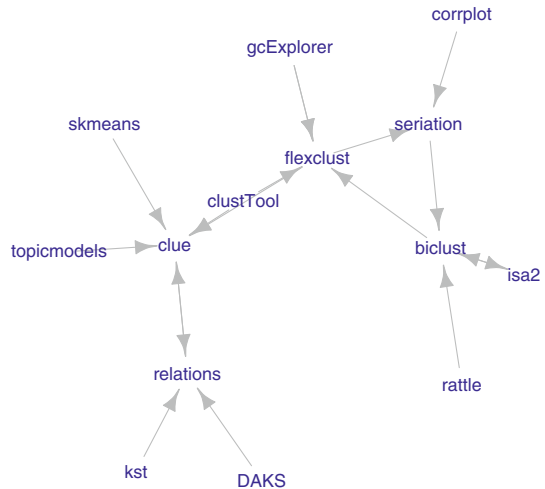 corrplot
gcExplorer
skmeans
seriation
flexclust
clustTool
topicmodels
clue
biclust
isa2
relations
rattle
kst
DAKS